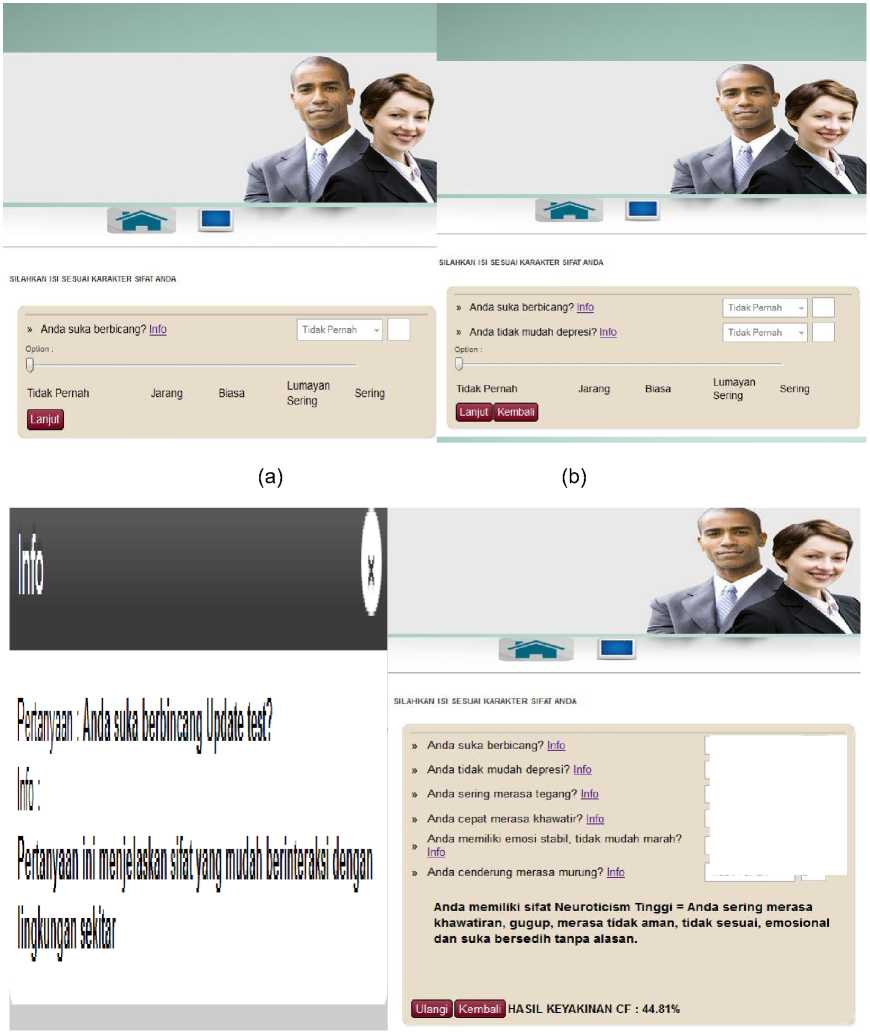 SILAHKAN ISI SESUAI KARAKTER SIFAT ANDA
» Anda suka berbicang? Info Tidak Pernah
Option :
Tidak Pernah Jarang Biasa Lumayan Sering Sering
Lanjut
(a)
SILAHKAN ISI SESUAI KARAKTER SIFAT ANDA
» Anda suka berbicang? Info Tidak Pernah
» Anda tidak mudah depresi? Info Tidak Pernah
Option :
Tidak Pernah Jarang Biasa Lumayan Sering Sering
Lanjut Kembali
(b)
Info x
Pertanyaan : Anda suka berbincang Update test?
Info :
Pertanyaan ini menjelaskan sifat yang mudah berinteraksi dengan
lingkungan sekitar
SILAHKAN ISI SESUAI KARAKTER SIFAT ANDA
» Anda suka berbicang? Info
» Anda tidak mudah depresi? Info
» Anda sering merasa tegang? Info
» Anda cepat merasa khawatir? Info
» Anda memiliki emosi stabil, tidak mudah marah?
Info
» Anda cenderung merasa murung? Info
Anda memiliki sifat Neuroticism Tinggi = Anda sering merasa
khawatiran, gugup, merasa tidak aman, tidak sesuai, emosional
dan suka bersedih tanpa alasan.
Ulangi Kembali HASIL KEYAKINAN CF : 44.81%